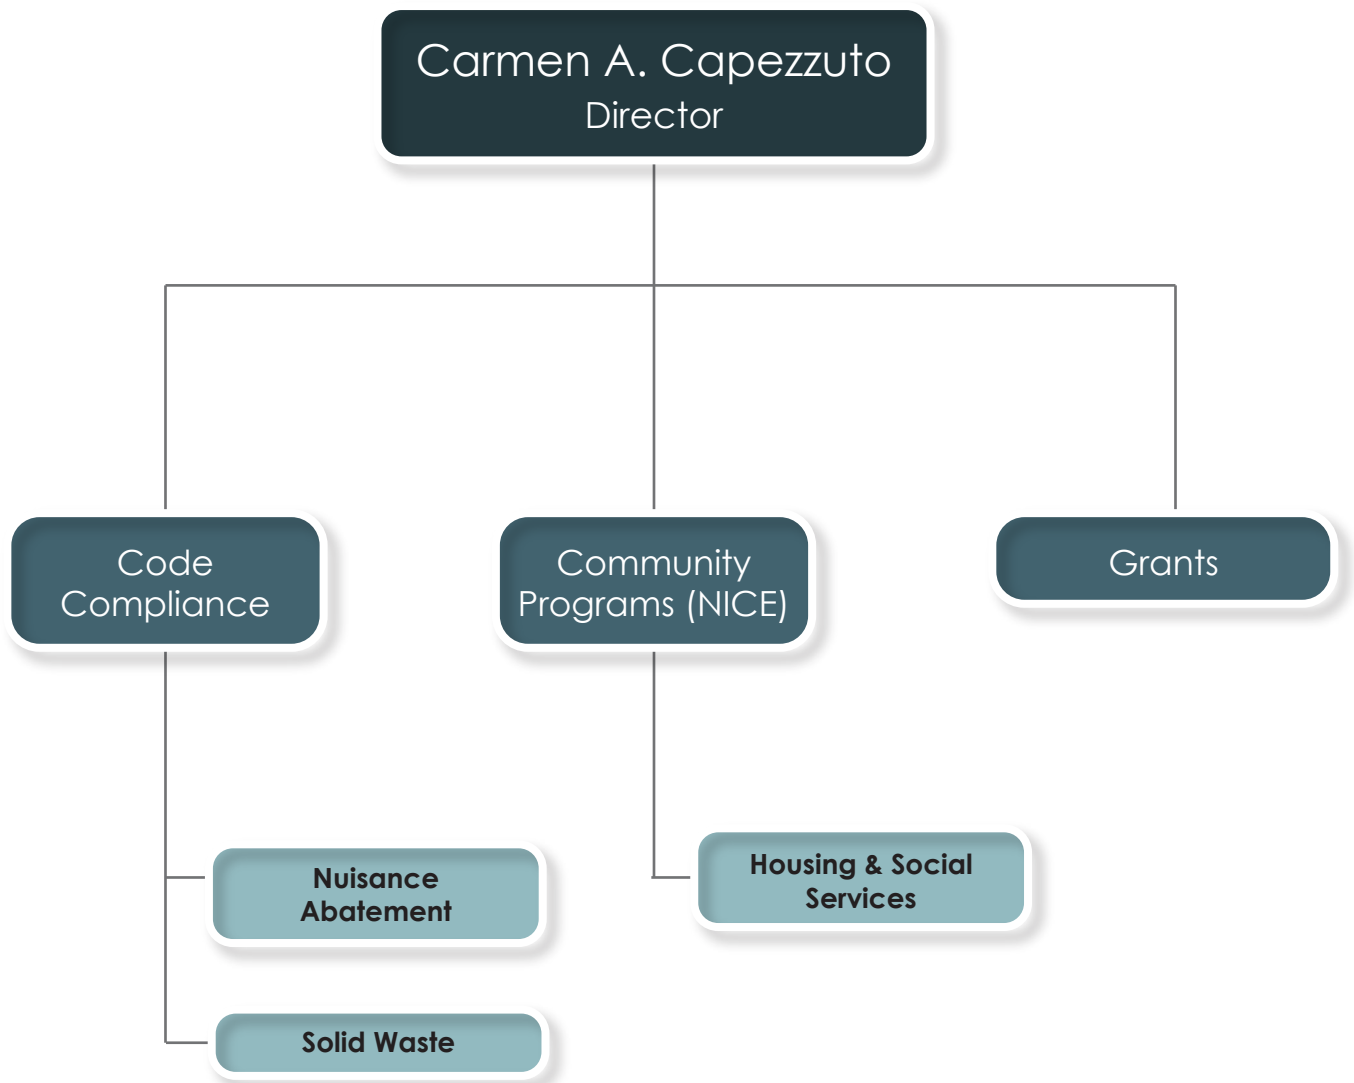 Carmen A. Capezzuto
Director
Code
Compliance
Community
Programs (NICE)
Grants
Nuisance
Abatement
Housing & Social
Services
Solid Waste